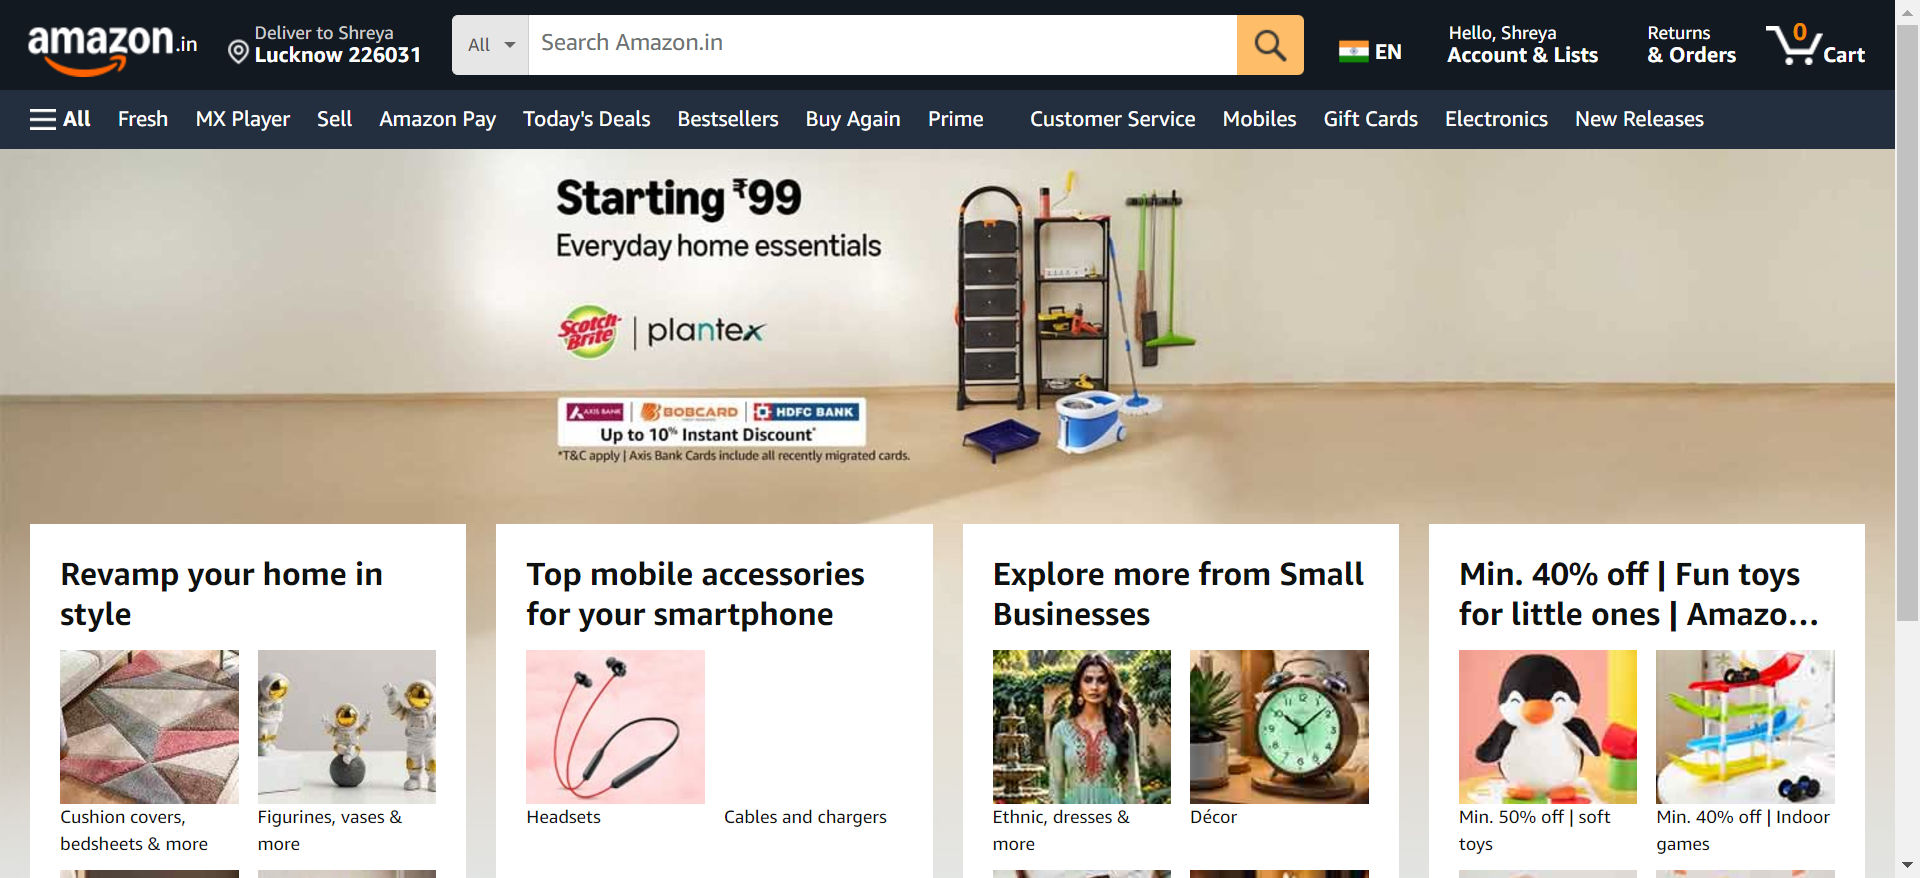 amazon.in
Deliver to Shreya
Lucknow 226031
All
Search Amazon.in
EN
Hello, Shreya
Account & Lists
Returns
& Orders
0
Cart
All
Fresh
MX Player
Sell
Amazon Pay
Today's Deals
Bestsellers
Buy Again
Prime
Customer Service
Mobiles
Gift Cards
Electronics
New Releases
Starting ₹99
Everyday home essentials
Scotch-Brite | plantex
AXIS BANK | BOBCARD | HDFC BANK
Up to 10% Instant Discount*
*T&C apply | Axis Bank Cards include all recently migrated cards.
Revamp your home in
style
Cushion covers,
bedsheets & more
Figurines, vases &
more
Top mobile accessories
for your smartphone
Headsets
Cables and chargers
Explore more from Small
Businesses
Ethnic, dresses &
more
Décor
Min. 40% off | Fun toys
for little ones | Amazo...
Min. 50% off | soft
toys
Min. 40% off | Indoor
games